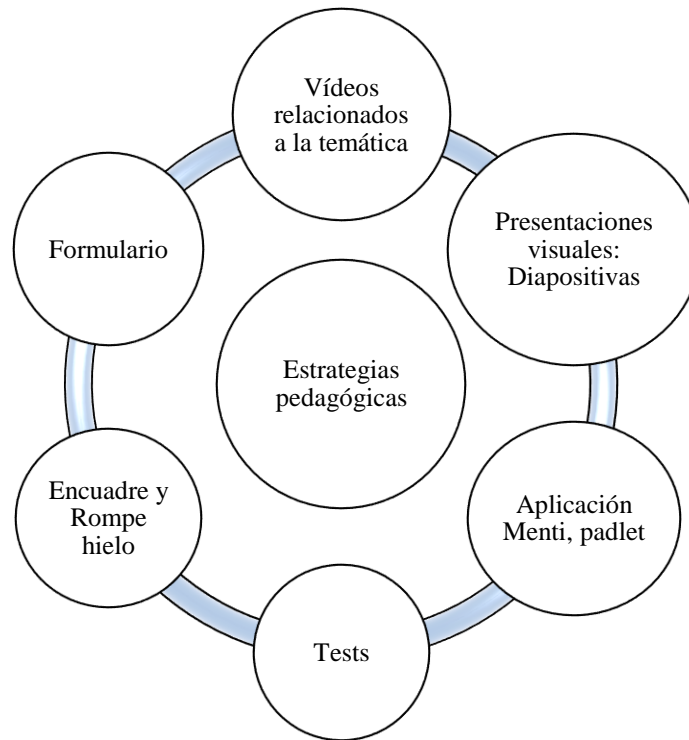 Vídeos
relacionados
a la temática
Presentaciones
visuales:
Diapositivas
Aplicación
Menti, padlet
Tests
Encuadre y
Rompe
hielo
Formulario
Estrategias
pedagógicas